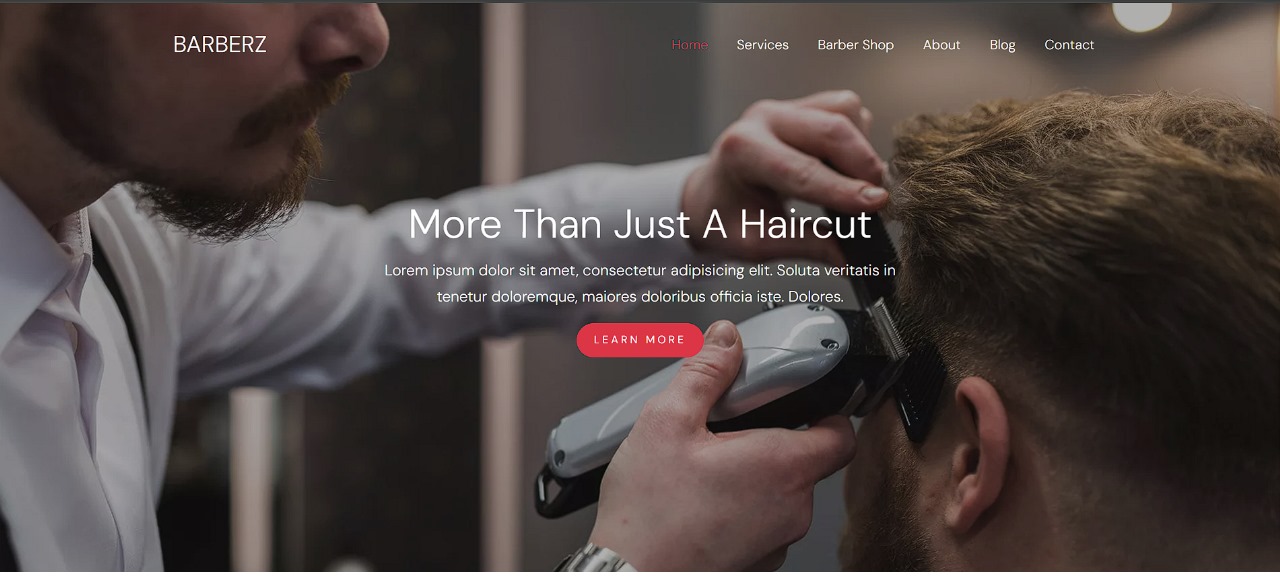 BARBERZ
Home Services Barber Shop About Blog Contact
More Than Just A Haircut
Lorem ipsum dolor sit amet, consectetur adipisicing elit. Soluta veritatis in
tenetur doloremque, maiores doloribus officia iste. Dolores.
LEARN MORE